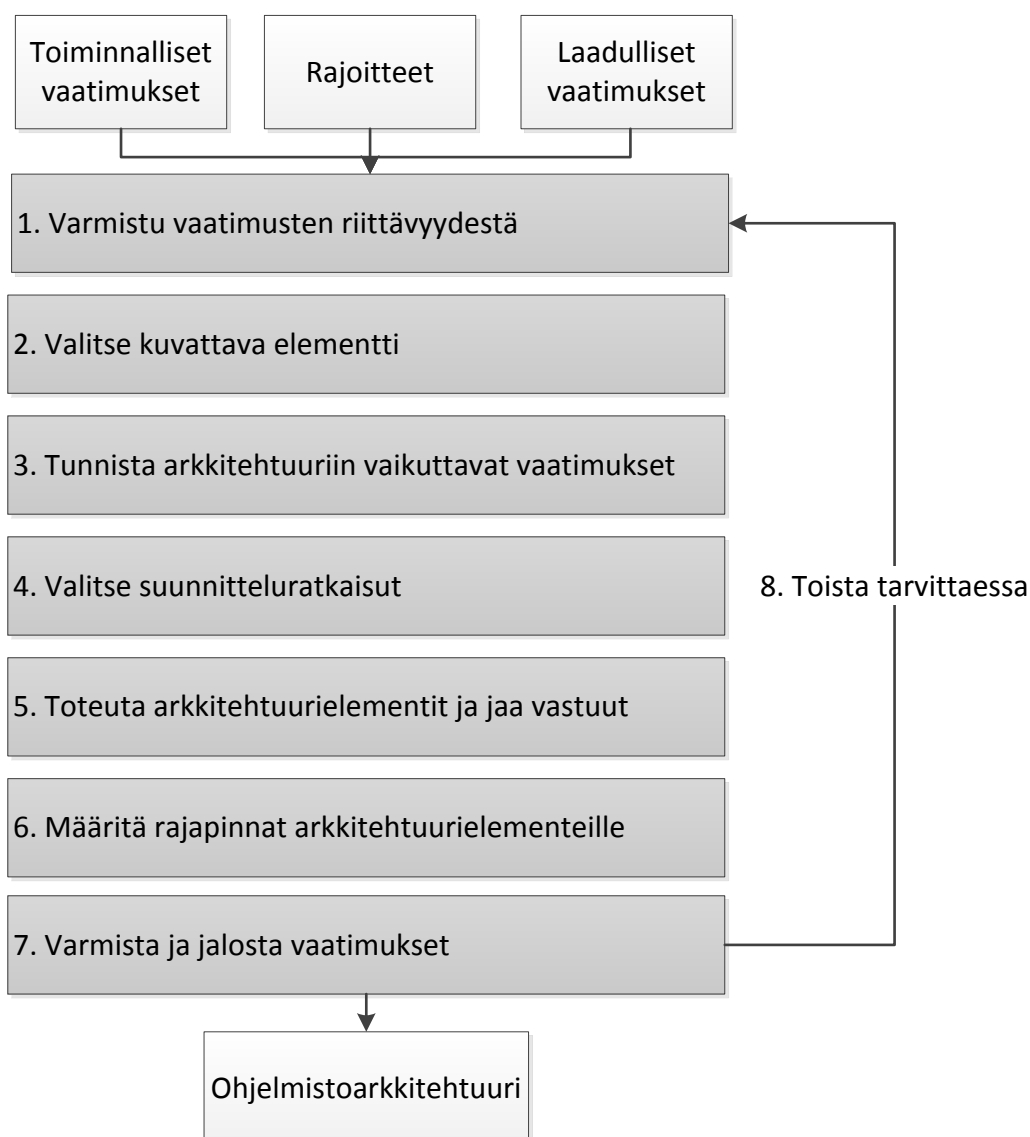 Toiminnalliset
vaatimukset
Rajoitteet
Laadulliset
vaatimukset
1. Varmistu vaatimusten riittävyydestä
2. Valitse kuvattava elementti
3. Tunnista arkkitehtuuriin vaikuttavat vaatimukset
4. Valitse suunnitteluratkaisut
8. Toista tarvittaessa
5. Toteuta arkkitehtuurielementit ja jaa vastuut
6. Määritä rajapinnat arkkitehtuurielementeille
7. Varmista ja jalosta vaatimukset
Ohjelmistoarkkitehtuuri